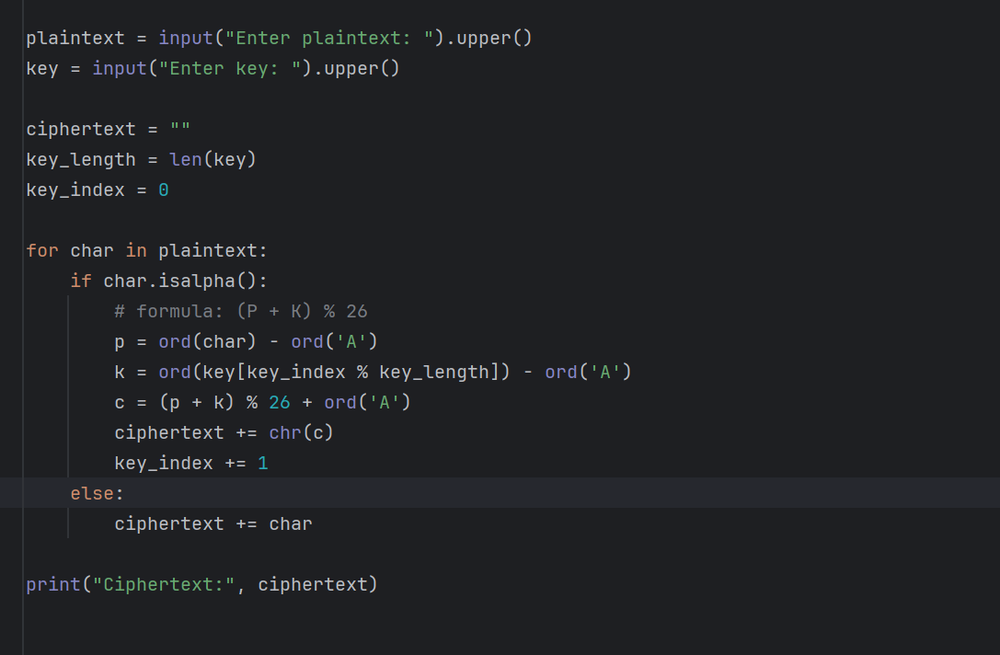 plaintext = input("Enter plaintext: ").upper()
key = input("Enter key: ").upper()

ciphertext = ""
key_length = len(key)
key_index = 0

for char in plaintext:
    if char.isalpha():
        # formula: (P + K) % 26
        p = ord(char) - ord('A')
        k = ord(key[key_index % key_length]) - ord('A')
        c = (p + k) % 26 + ord('A')
        ciphertext += chr(c)
        key_index += 1
    else:
        ciphertext += char

print("Ciphertext:", ciphertext)